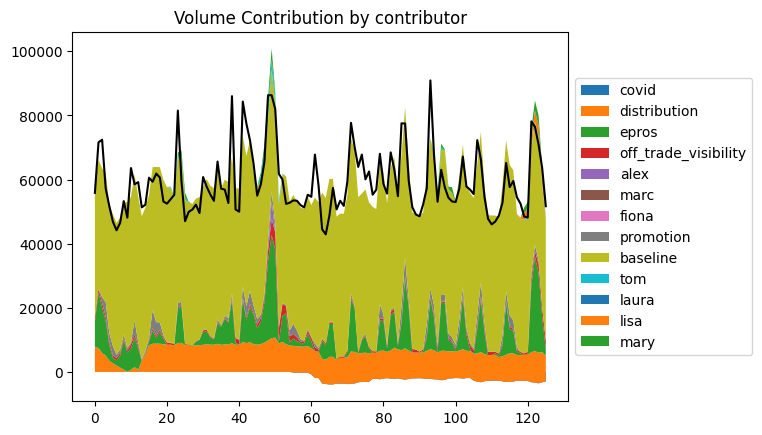 Volume Contribution by contributor
100000
80000
60000
40000
20000
0
0 20 40 60 80 100 120
covid
distribution
epros
off_trade_visibility
alex
marc
fiona
promotion
baseline
tom
laura
lisa
mary